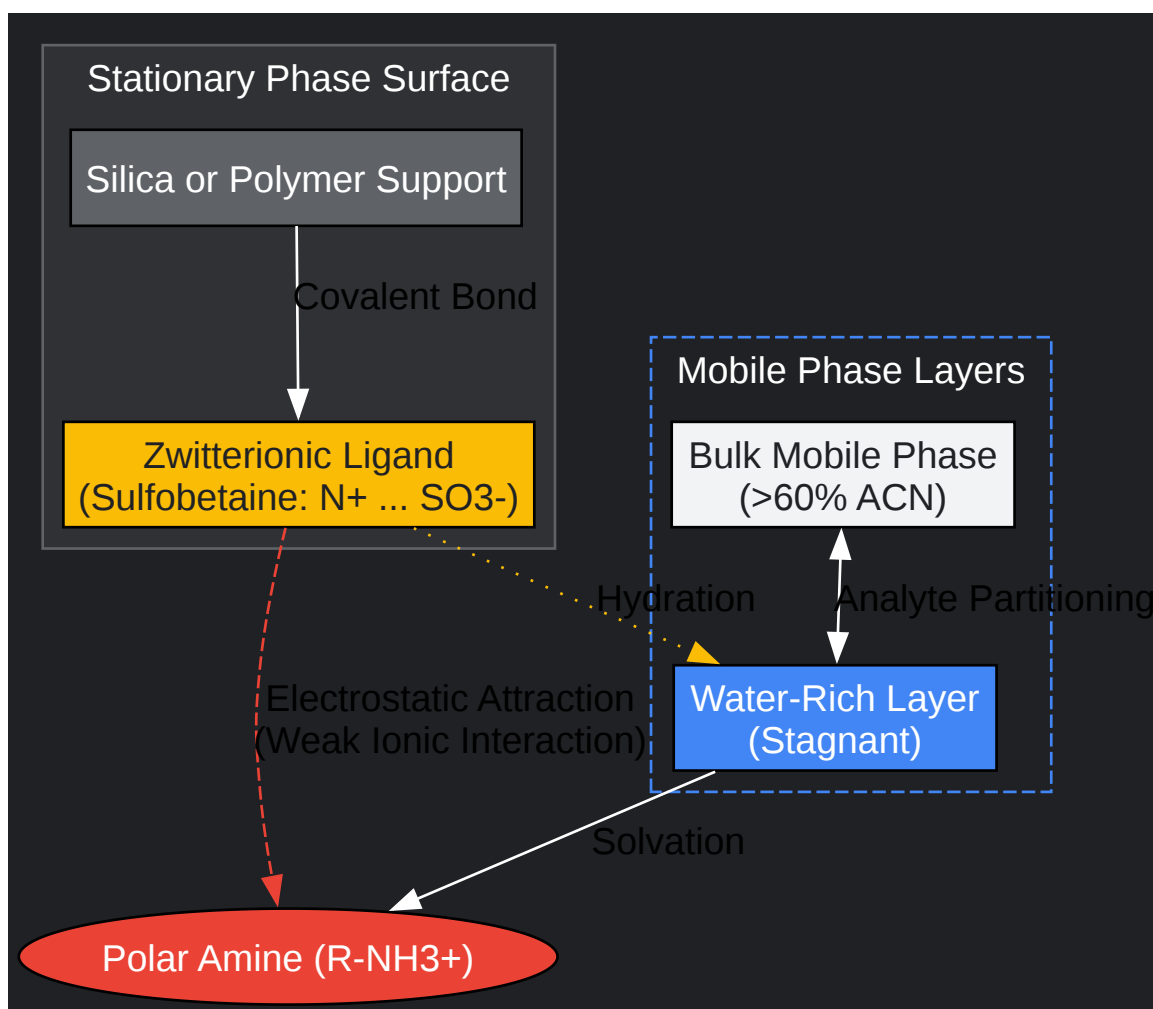 Stationary Phase Surface
Silica or Polymer Support
Covalent Bond
Zwitterionic Ligand
(Sulfobetaine: N+ ... SO3-)
Mobile Phase Layers
Bulk Mobile Phase
(>60% ACN)
Hydration
Analyte Partitioning
Electrostatic Attraction
(Weak Ionic Interaction)
Water-Rich Layer
(Stagnant)
Solvation
Polar Amine (R-NH3+)